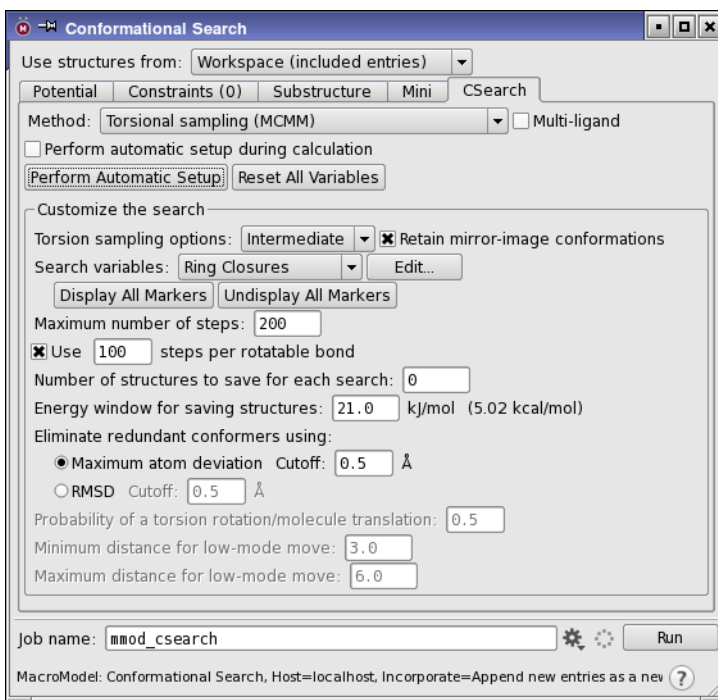 Conformational Search
Use structures from: Workspace (included entries)
Potential Constraints (0) Substructure Mini CSearch
Method: Torsional sampling (MCMM) Multi-ligand
Perform automatic setup during calculation
Perform Automatic Setup Reset All Variables
Customize the search
Torsion sampling options: Intermediate Retain mirror-image conformations
Search variables: Ring Closures Edit...
Display All Markers Undisplay All Markers
Maximum number of steps: 200
Use 100 steps per rotatable bond
Number of structures to save for each search: 0
Energy window for saving structures: 21.0 kJ/mol (5.02 kcal/mol)
Eliminate redundant conformers using:
Maximum atom deviation Cutoff: 0.5 Å
RMSD Cutoff: 0.5 Å
Probability of a torsion rotation/molecule translation: 0.5
Minimum distance for low-mode move: 3.0
Maximum distance for low-mode move: 6.0
Job name: mmod_csearch Run
MacroModel: Conformational Search, Host=localhost, Incorporate=Append new entries as a nev ?